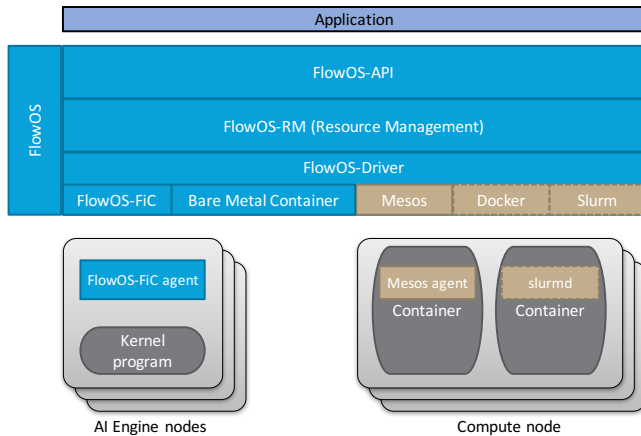 Application
FlowOS
FlowOS-API
FlowOS-RM (Resource Management)
FlowOS-Driver
FlowOS-FiC
Bare Metal Container
Mesos
Docker
Slurm
FlowOS-FiC agent
Kernel
program
AI Engine nodes
Mesos agent
Container
slurmd
Container
Compute node